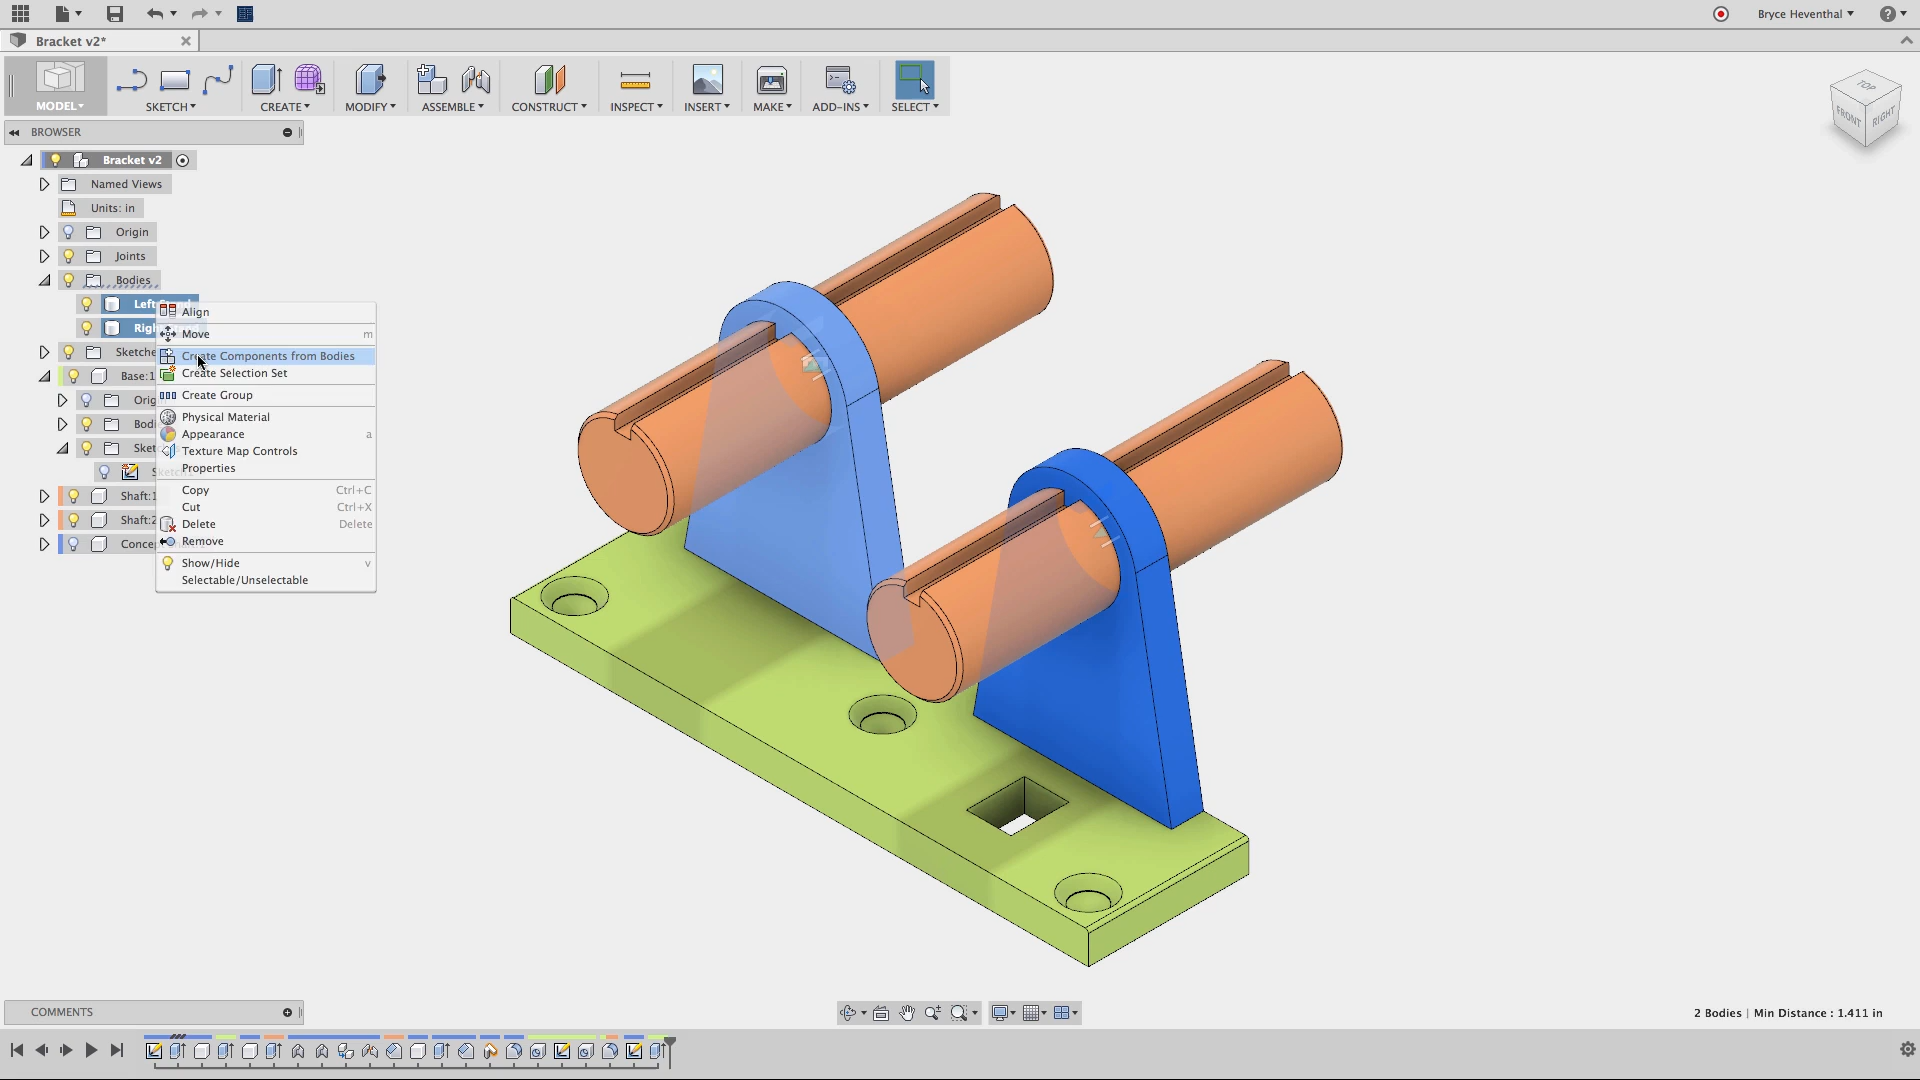 Bryce Heventhal
?
Bracket v2*
MODEL
SKETCH
CREATE
MODIFY
ASSEMBLE
CONSTRUCT
INSPECT
INSERT
MAKE
ADD-INS
SELECT
TOP
FRONT
RIGHT
BROWSER
Bracket v2
Named Views
Units: in
Origin
Joints
Bodies
Left
Righ
Sketche
Base:1
Orig
Bod
Sket
Shaft:1
Shaft:2
Conce
Align
Move m
Create Components from Bodies
Create Selection Set
Create Group
Physical Material
Appearance a
Texture Map Controls
Properties
Copy Ctrl+C
Cut Ctrl+X
Delete Delete
Remove
Show/Hide v
Selectable/Unselectable
COMMENTS
2 Bodies | Min Distance : 1.411 in